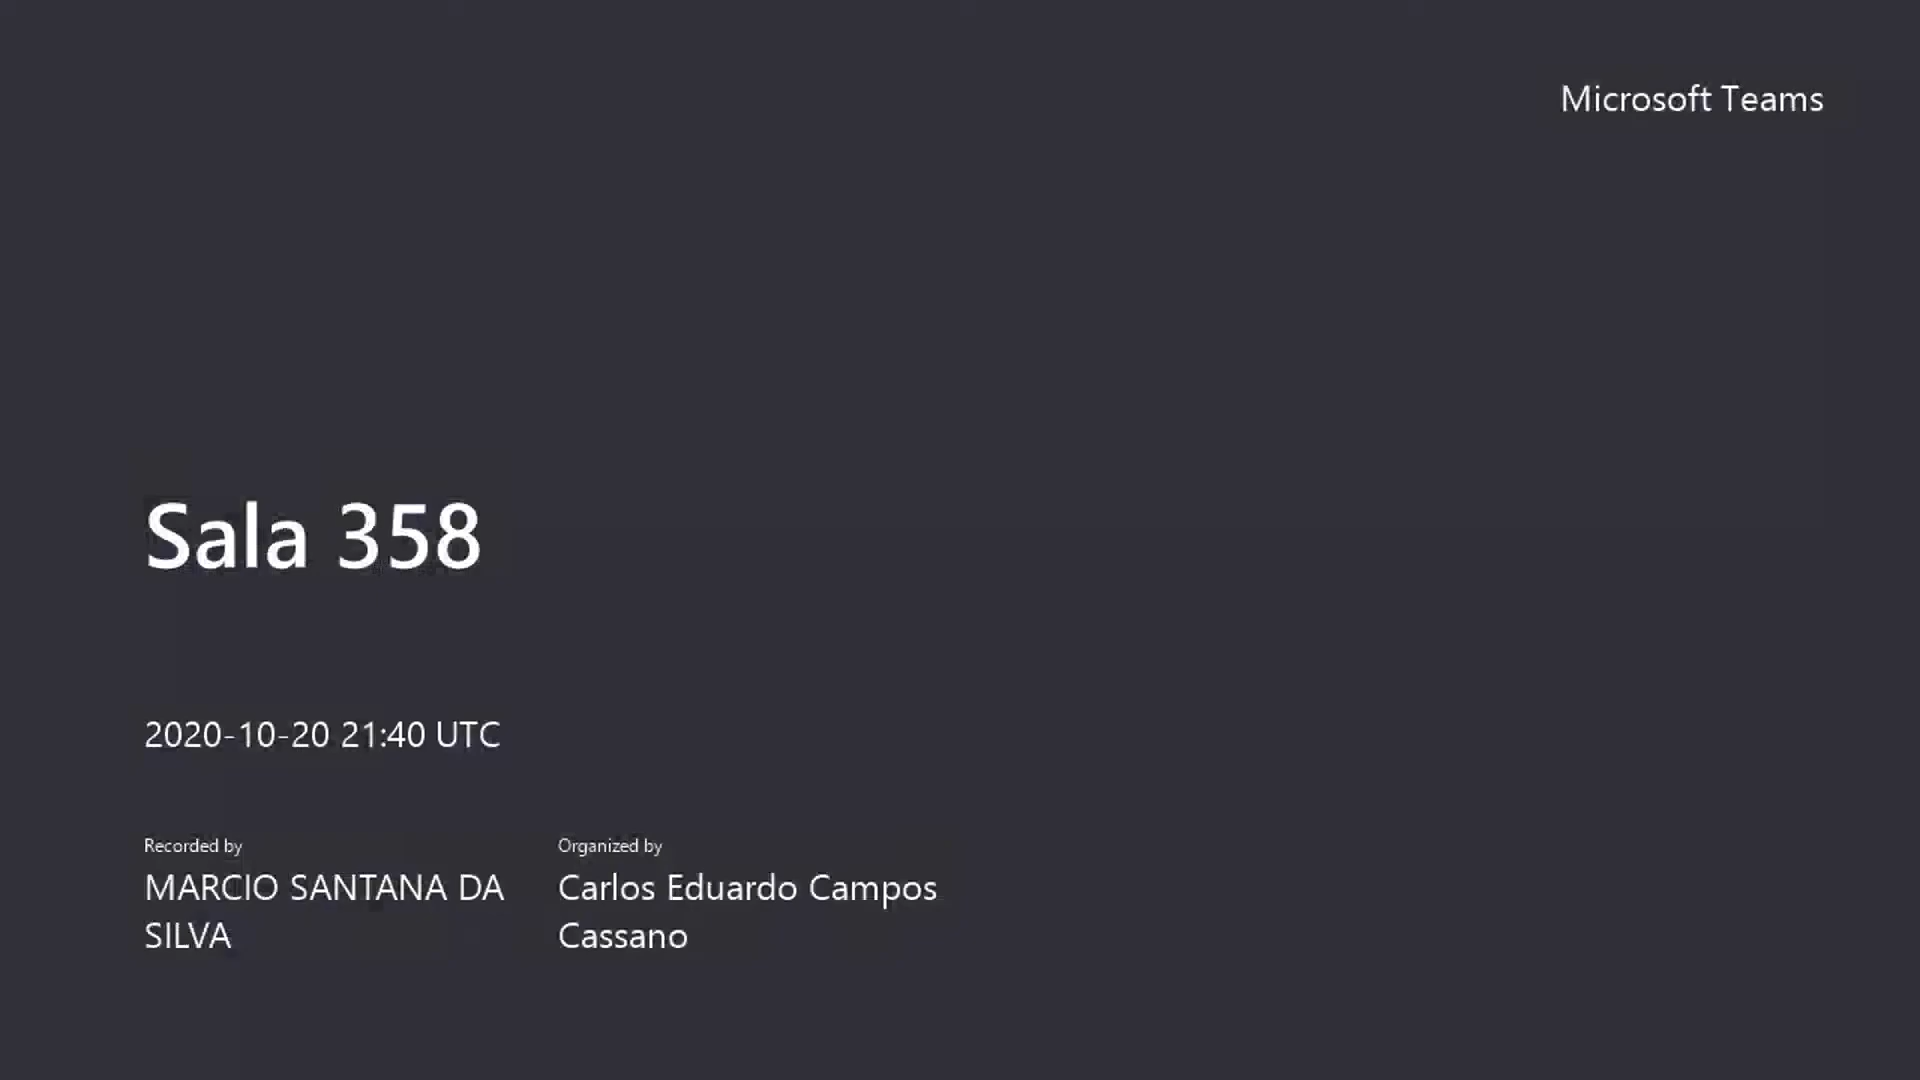 Microsoft Teams
Sala 358
2020-10-20 21:40 UTC
Recorded by
MARCIO SANTANA DA
SILVA
Organized by
Carlos Eduardo Campos
Cassano